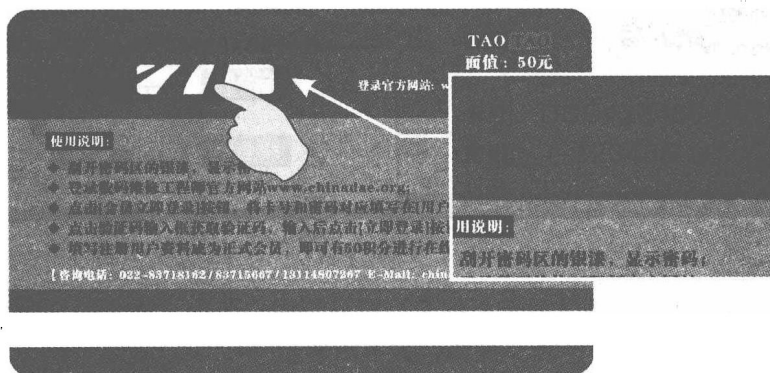 TAO
面值：50元
登录官方网站：w
使用说明：
◆ 刮开密码区的银漆，显示密
◆ 登录数码维修工程师官方网站www.chinadae.org；
◆ 点击[会员立即登录]按钮，将卡号和密码对应填写在[用户
◆ 点击验证码输入框获取验证码，输入后点击[立即登录]按
◆ 填写注册用户资料成为正式会员，即可有50积分进行在线
【咨询电话：022-83718162/83715667/13114807267 E-Mail：chin
用说明：
刮开密码区的银漆，显示密码；